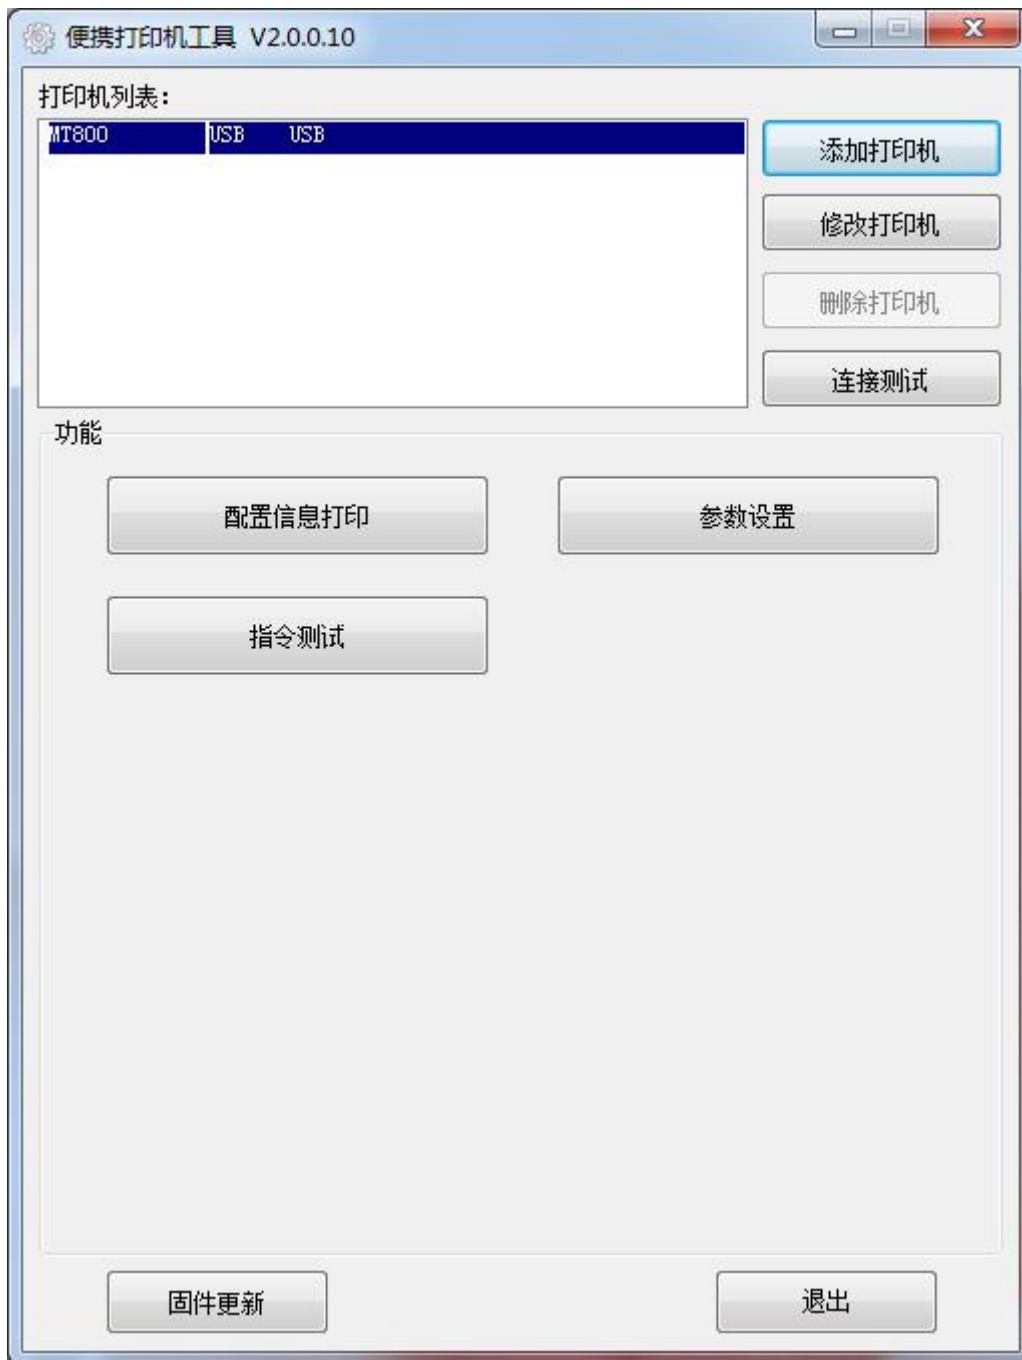 便携打印机工具 V2.0.0.10
打印机列表：
MT800 USB USB
添加打印机
修改打印机
删除打印机
连接测试
功能
配置信息打印
参数设置
指令测试
固件更新
退出